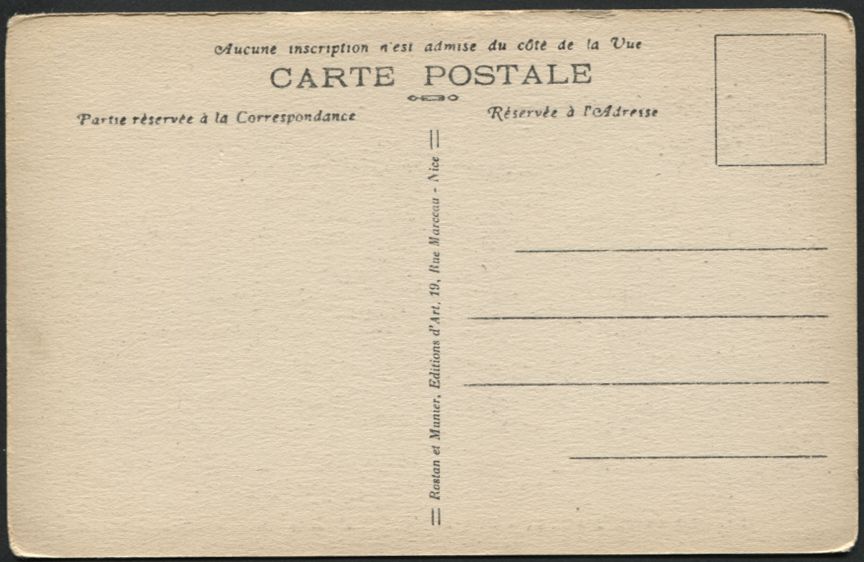 Aucune inscription n'est admise du côté de la Vue
CARTE POSTALE
Partie réservée à la Correspondance
Réservée à l'Adresse
Rostan et Munier, Editions d'Art, 19, Rue Marceau - Nice